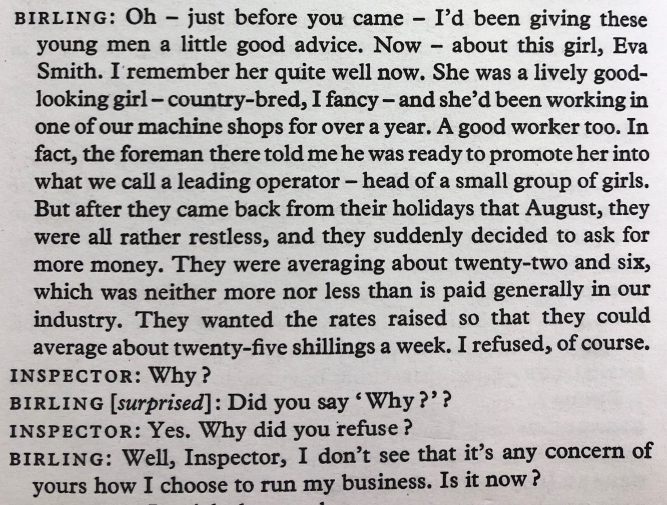 BIRLING: Oh – just before you came – I'd been giving these
young men a little good advice. Now – about this girl, Eva
Smith. I remember her quite well now. She was a lively good-
looking girl – country-bred, I fancy – and she'd been working in
one of our machine shops for over a year. A good worker too. In
fact, the foreman there told me he was ready to promote her into
what we call a leading operator – head of a small group of girls.
But after they came back from their holidays that August, they
were all rather restless, and they suddenly decided to ask for
more money. They were averaging about twenty-two and six,
which was neither more nor less than is paid generally in our
industry. They wanted the rates raised so that they could
average about twenty-five shillings a week. I refused, of course.
INSPECTOR: Why?
BIRLING [surprised]: Did you say ‘Why?’?
INSPECTOR: Yes. Why did you refuse?
BIRLING: Well, Inspector, I don't see that it's any concern of
yours how I choose to run my business. Is it now?